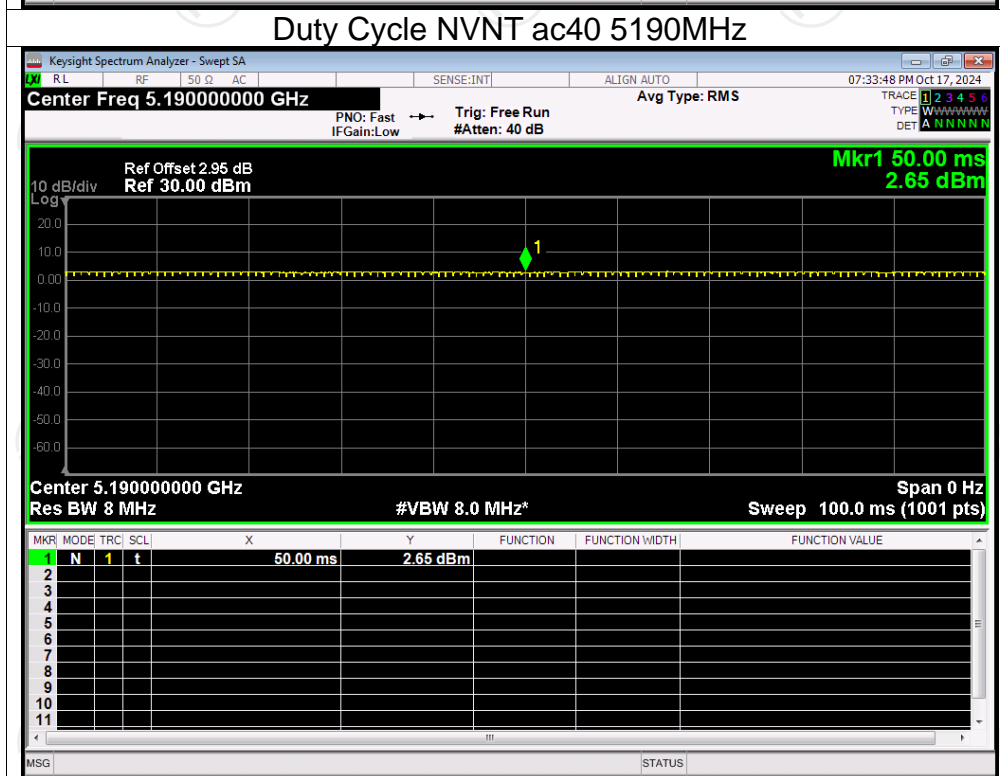 Duty Cycle NVNT ac40 5190MHz
Keysight Spectrum Analyzer - Swept SA
LXI RL RF 50 Ω AC SENSE:INT ALIGN AUTO 07:33:48 PM Oct 17, 2024
Center Freq 5.190000000 GHz Avg Type: RMS TRACE 1 2 3 4 5 6
PNO: Fast Trig: Free Run TYPE WWWWWW
IFGain:Low #Atten: 40 dB DET A N N N N N
Mkr1 50.00 ms
Ref Offset 2.95 dB
10 dB/div Ref 30.00 dBm 2.65 dBm
Log
20.0
10.0
1
0.00
-10.0
-20.0
-30.0
-40.0
-50.0
-60.0
Center 5.190000000 GHz Span 0 Hz
Res BW 8 MHz #VBW 8.0 MHz* Sweep 100.0 ms (1001 pts)
MKR MODE TRC SCL X Y FUNCTION FUNCTION WIDTH FUNCTION VALUE
1 N 1 t 50.00 ms 2.65 dBm
2
3
4
5
6
7
8
9
10
11
MSG STATUS